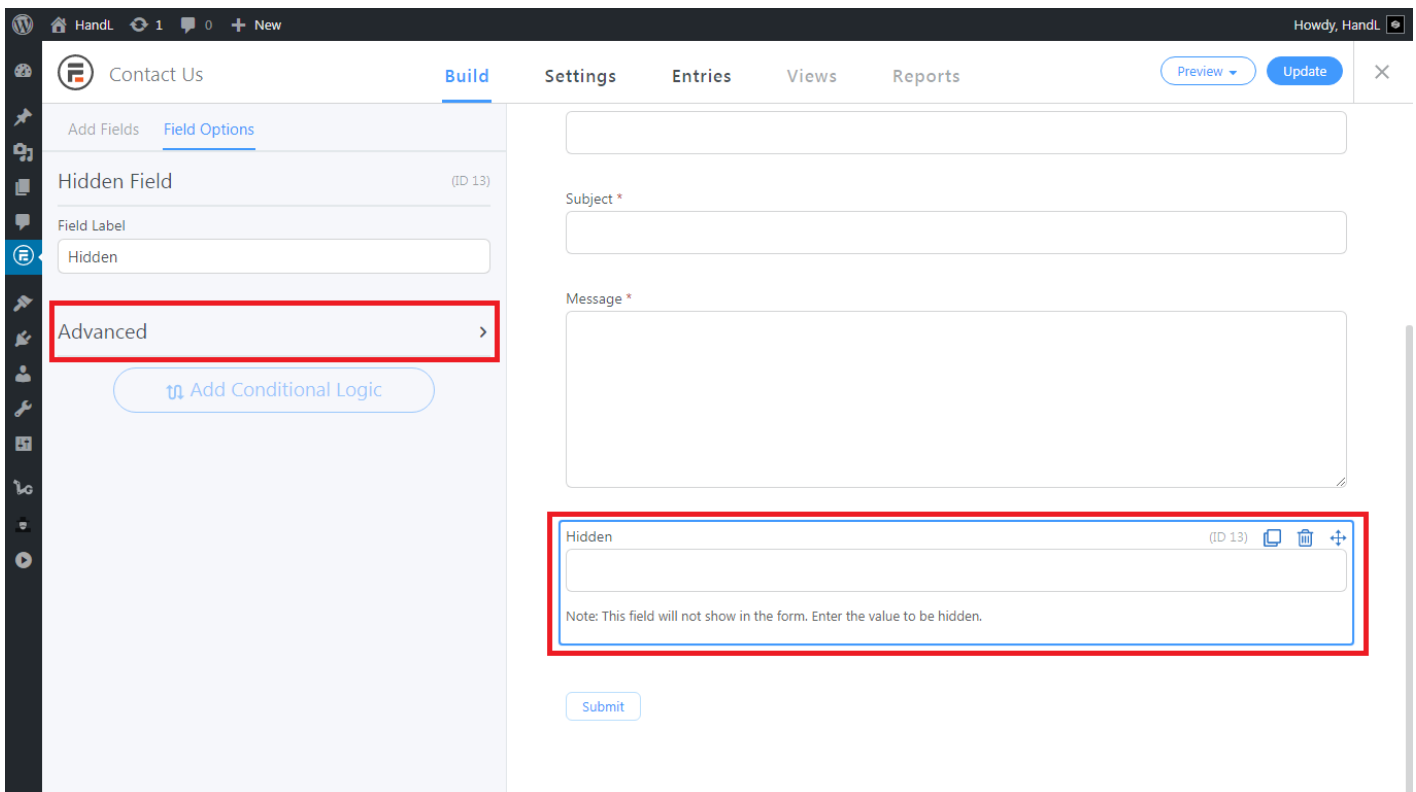 HandL 1 0 New Howdy, HandL
Contact Us Build Settings Entries Views Reports Preview Update
Add Fields Field Options
Hidden Field (ID 13)
Field Label
Hidden
Advanced
Add Conditional Logic
Subject *
Message *
Hidden (ID 13)
Note: This field will not show in the form. Enter the value to be hidden.
Submit